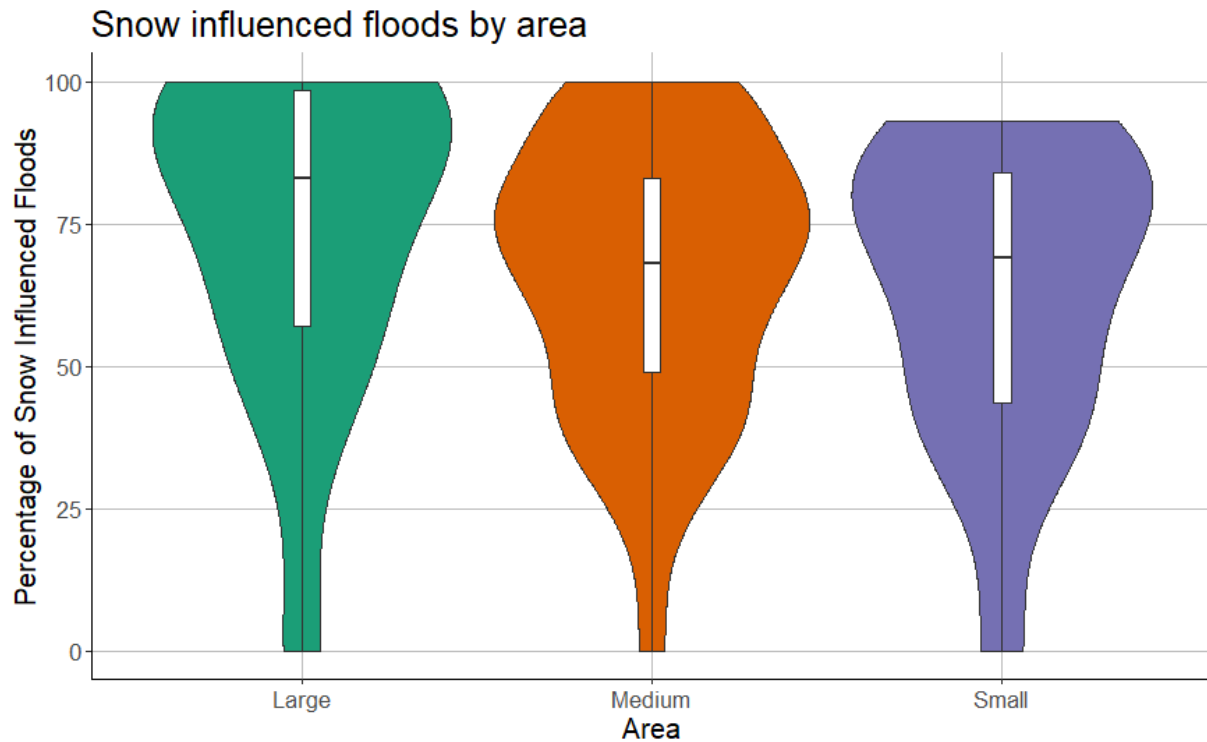 Snow influenced floods by area
Percentage of Snow Influenced Floods
100
75
50
25
0
Large Medium Small
Area